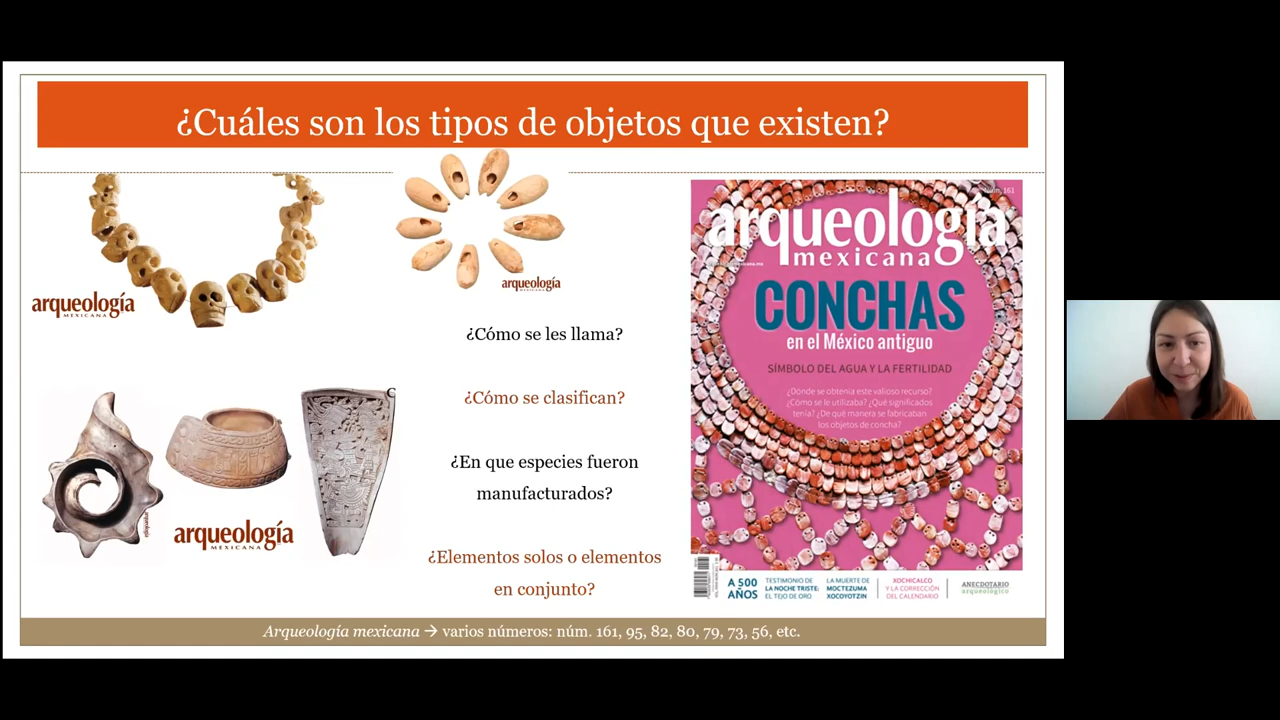 ¿Cuáles son los tipos de objetos que existen?
arqueología
MEXICANA
arqueología
MEXICANA
¿Cómo se les llama?
¿Cómo se clasifican?
¿En que especies fueron
manufacturados?
¿Elementos solos o elementos
en conjunto?
C
arqueología
MEXICANA
núm. 161
arqueología
mexicana
CONCHAS
en el México antiguo
SÍMBOLO DEL AGUA Y LA FERTILIDAD
¿Dónde se obtenía este valioso recurso?
¿Cómo se le utilizaba? ¿Qué significados
tenía? ¿De qué manera se fabricaban
los objetos de concha?
A 500
AÑOS
TESTIMONIO DE
LA NOCHE TRISTE:
EL TEJO DE ORO
LA MUERTE DE
MOCTEZUMA
XOCOYOTZIN
XOCHICALCO
Y LA CORRECCIÓN
DEL CALENDARIO
ANECDOTARIO
arqueológico
Arqueología mexicana → varios números: núm. 161, 95, 82, 80, 79, 73, 56, etc.